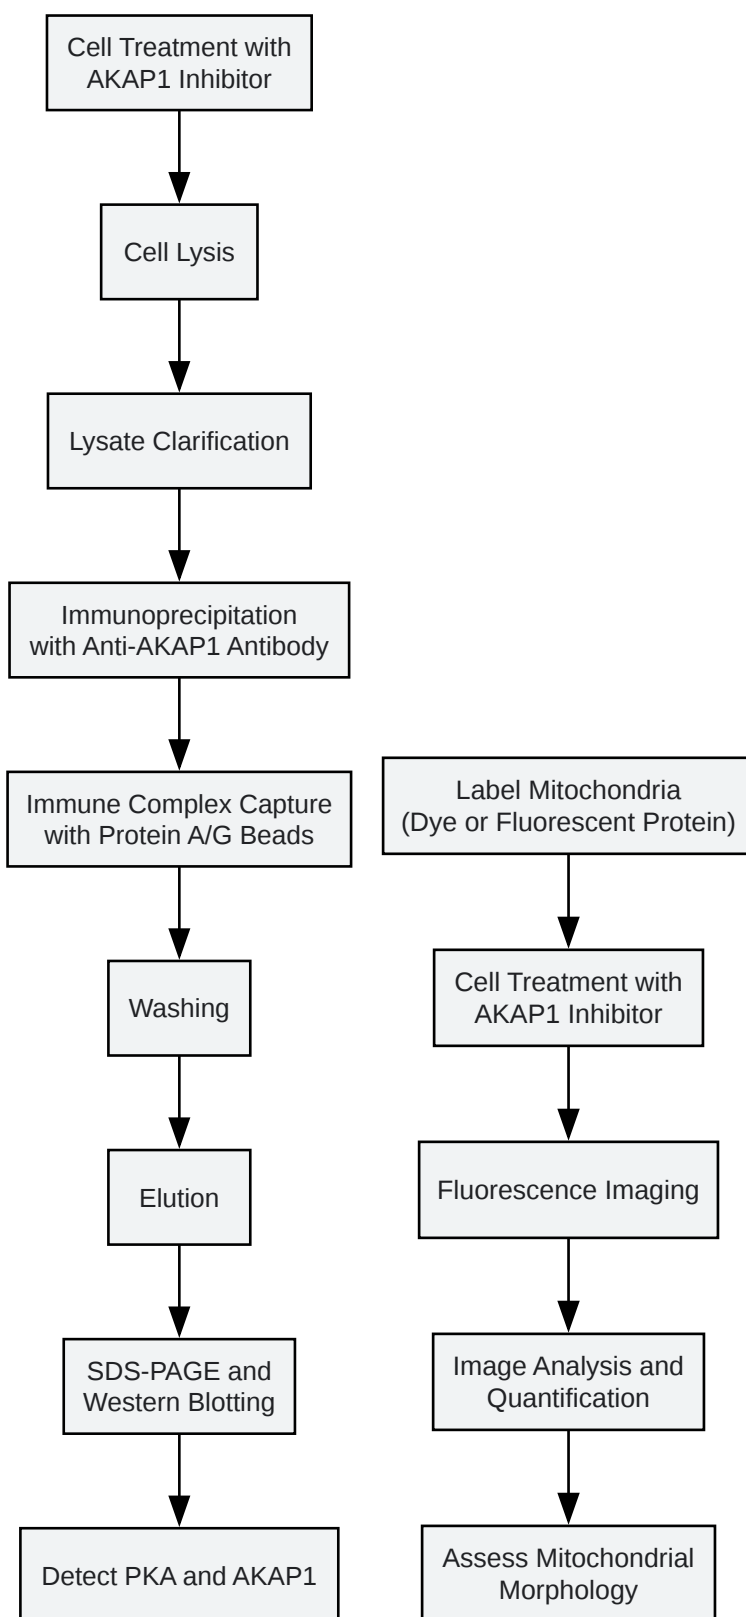 Cell Treatment with
AKAP1 Inhibitor
Cell Lysis
Lysate Clarification
Immunoprecipitation
with Anti-AKAP1 Antibody
Immune Complex Capture
with Protein A/G Beads
Washing
Elution
SDS-PAGE and
Western Blotting
Detect PKA and AKAP1
Label Mitochondria
(Dye or Fluorescent Protein)
Cell Treatment with
AKAP1 Inhibitor
Fluorescence Imaging
Image Analysis and
Quantification
Assess Mitochondrial
Morphology